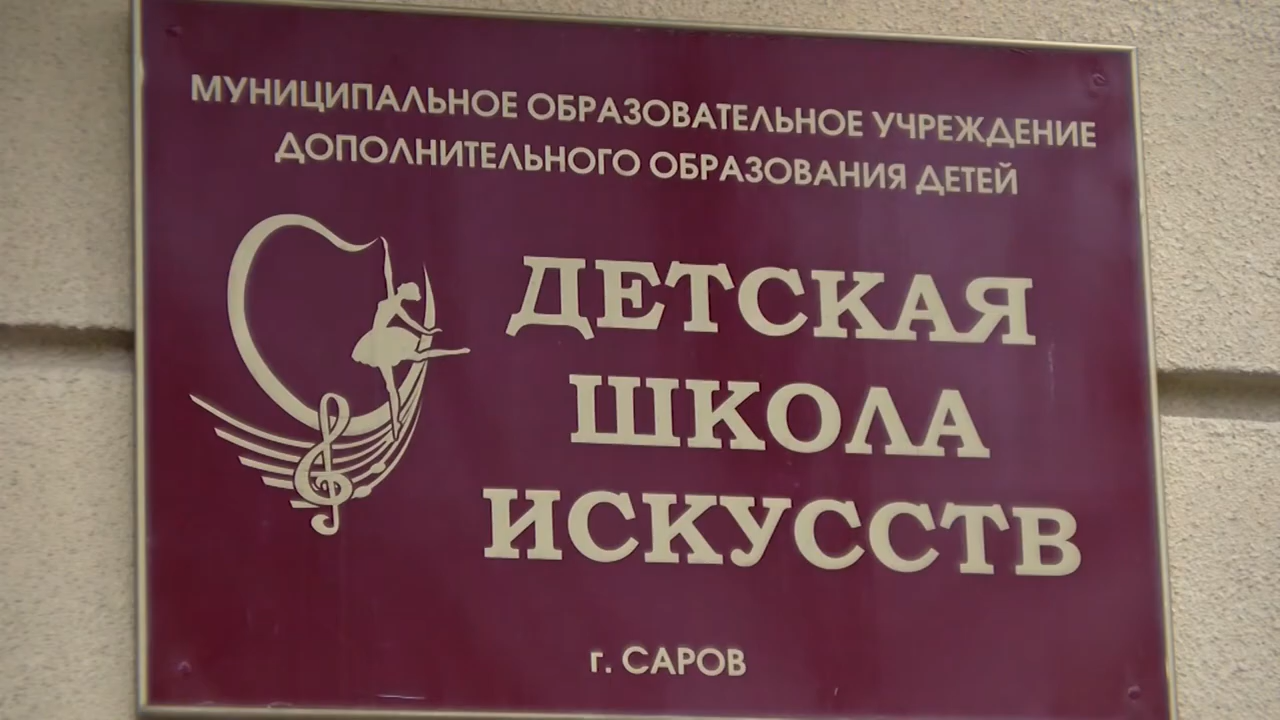 МУНИЦИПАЛЬНОЕ ОБРАЗОВАТЕЛЬНОЕ УЧРЕЖДЕНИЕ
ДОПОЛНИТЕЛЬНОГО ОБРАЗОВАНИЯ ДЕТЕЙ
ДЕТСКАЯ
ШКОЛА
ИСКУССТВ
г. САРОВ